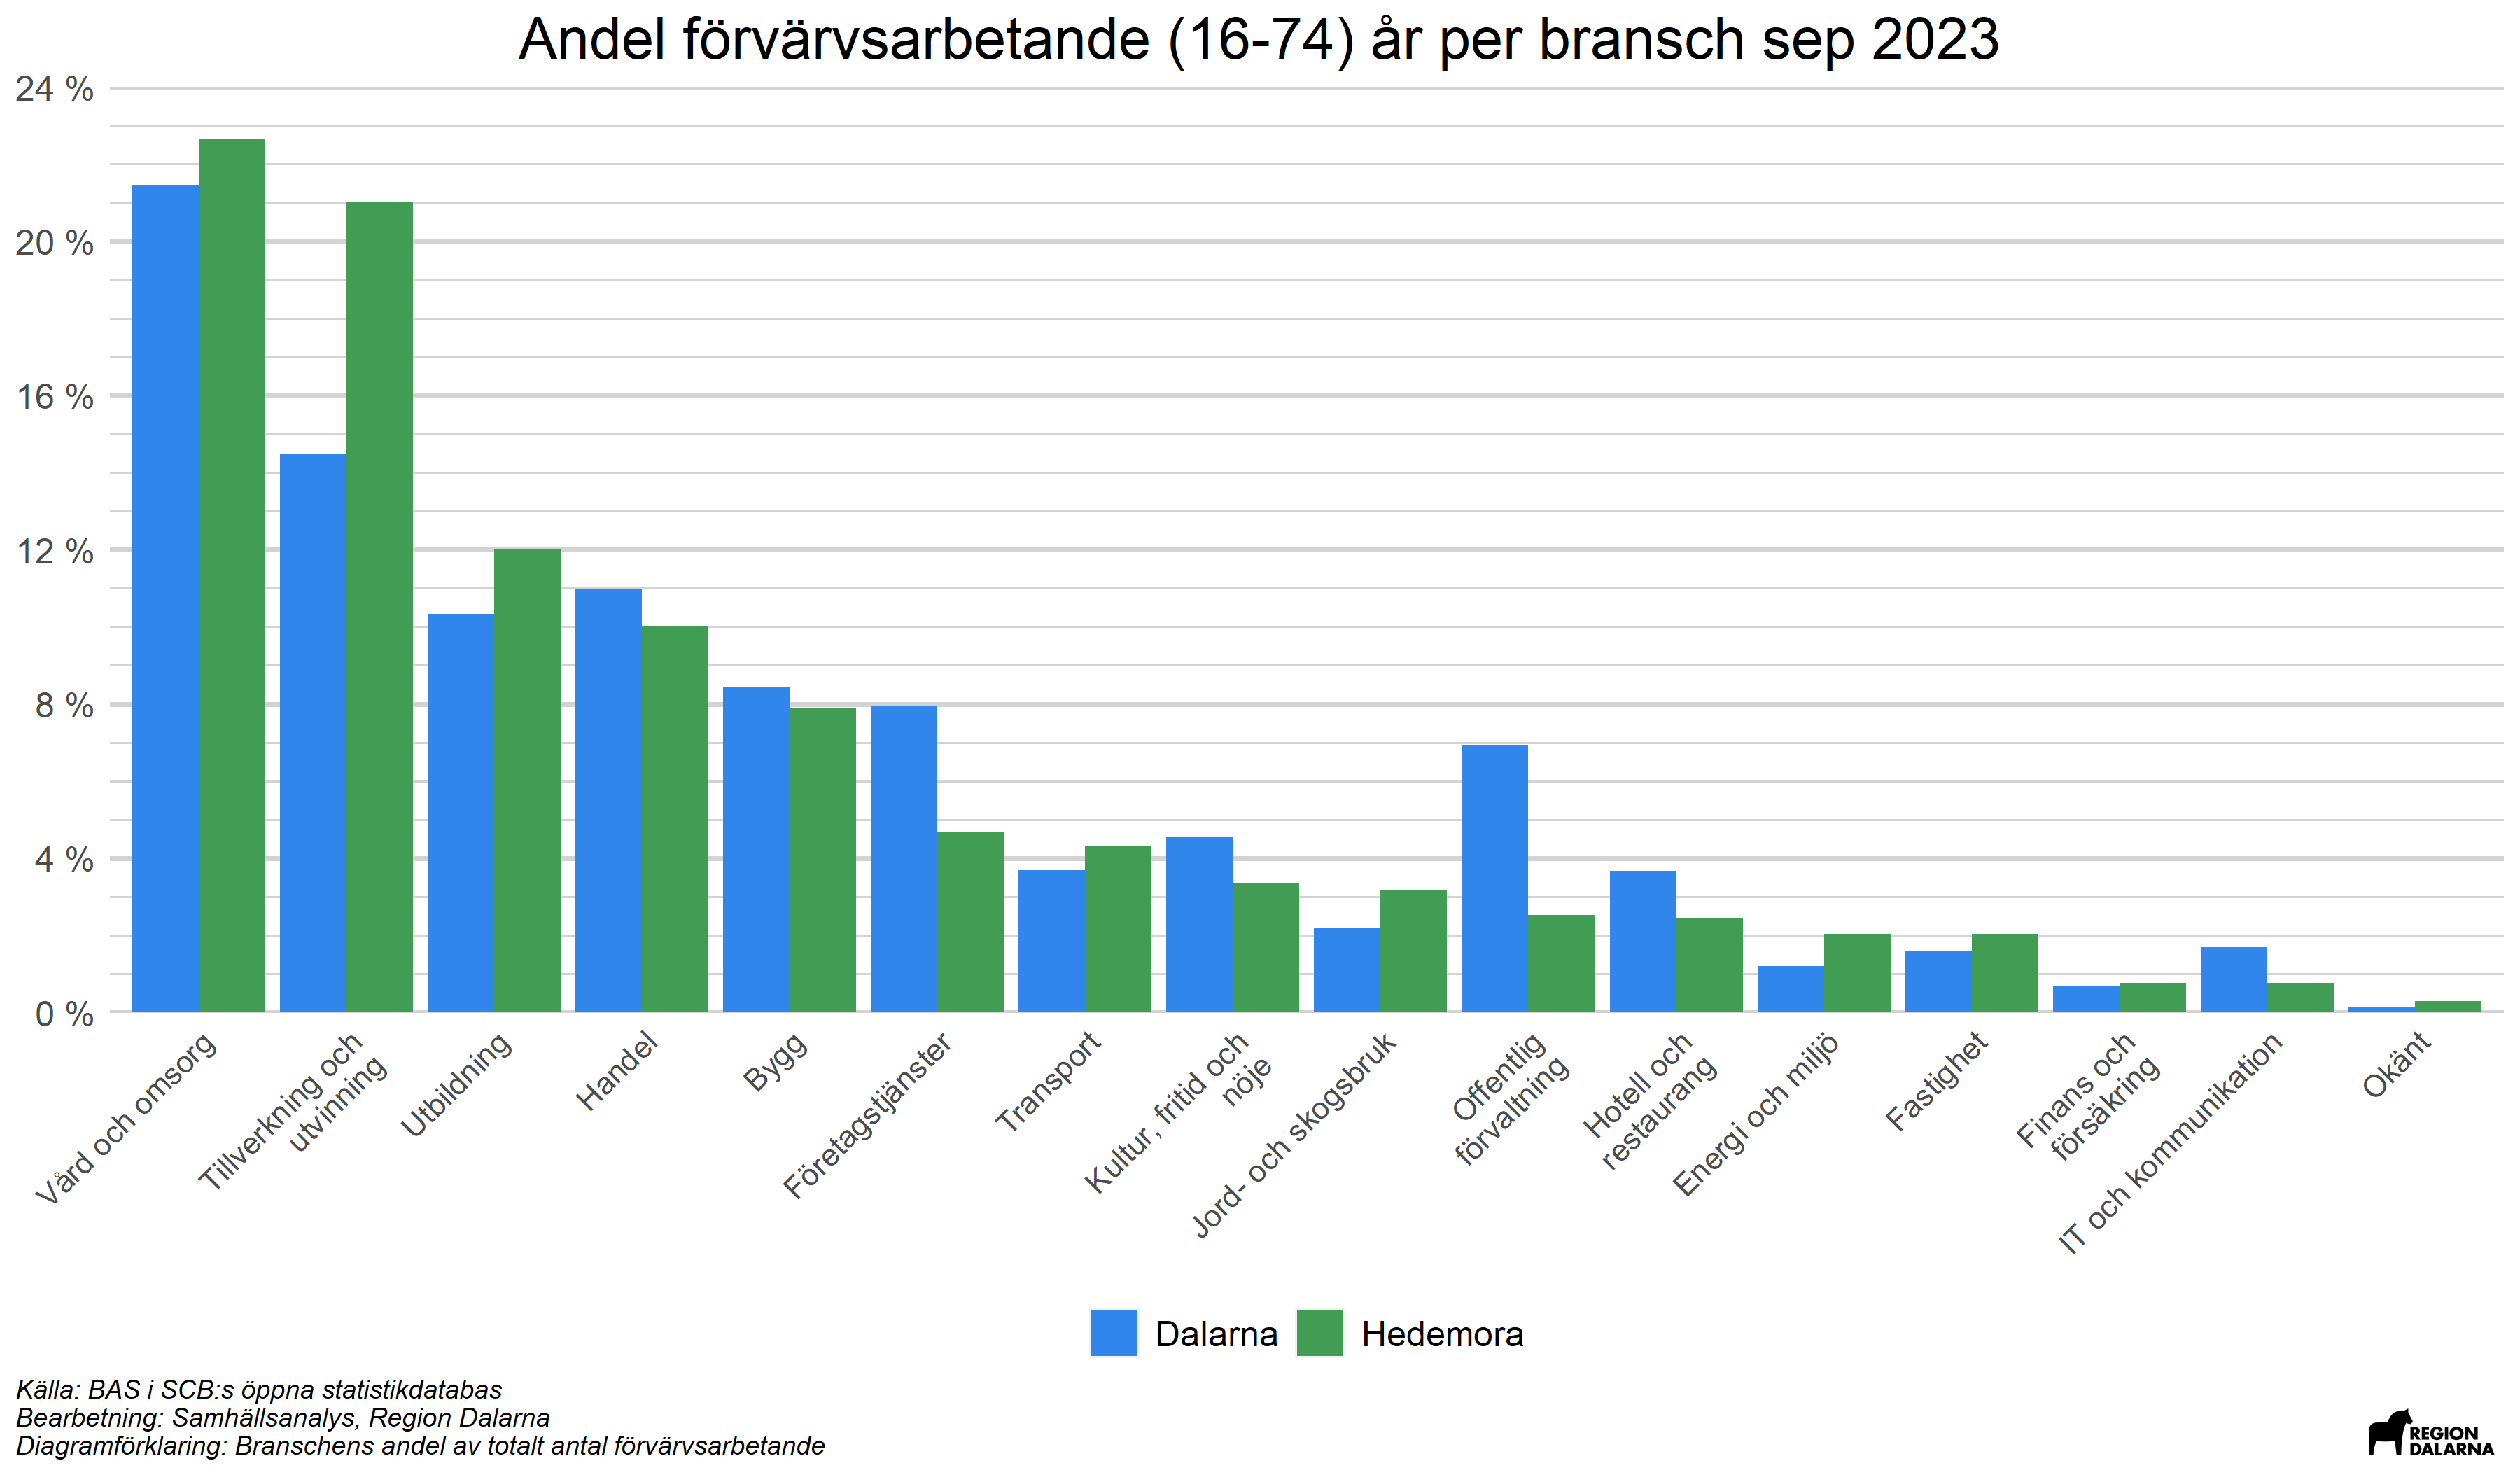 Andel förvärvsarbetande (16-74) år per bransch sep 2023
24 %
20 %
16 %
12 %
8 %
4 %
0 %
Vård och omsorg
Tillverkning och
utvinning
Utbildning
Handel
Bygg
Företagstjänster
Transport
Kultur, fritid och
nöje
Jord- och skogsbruk
Offentlig
förvaltning
Hotell och
restaurang
Energi och miljö
Fastighet
Finans och
försäkring
IT och kommunikation
Okänt
Dalarna
Hedemora
Källa: BAS i SCB:s öppna statistikdatabas
Bearbetning: Samhällsanalys, Region Dalarna
Diagramförklaring: Branschens andel av totalt antal förvärvsarbetande
REGION
DALARNA